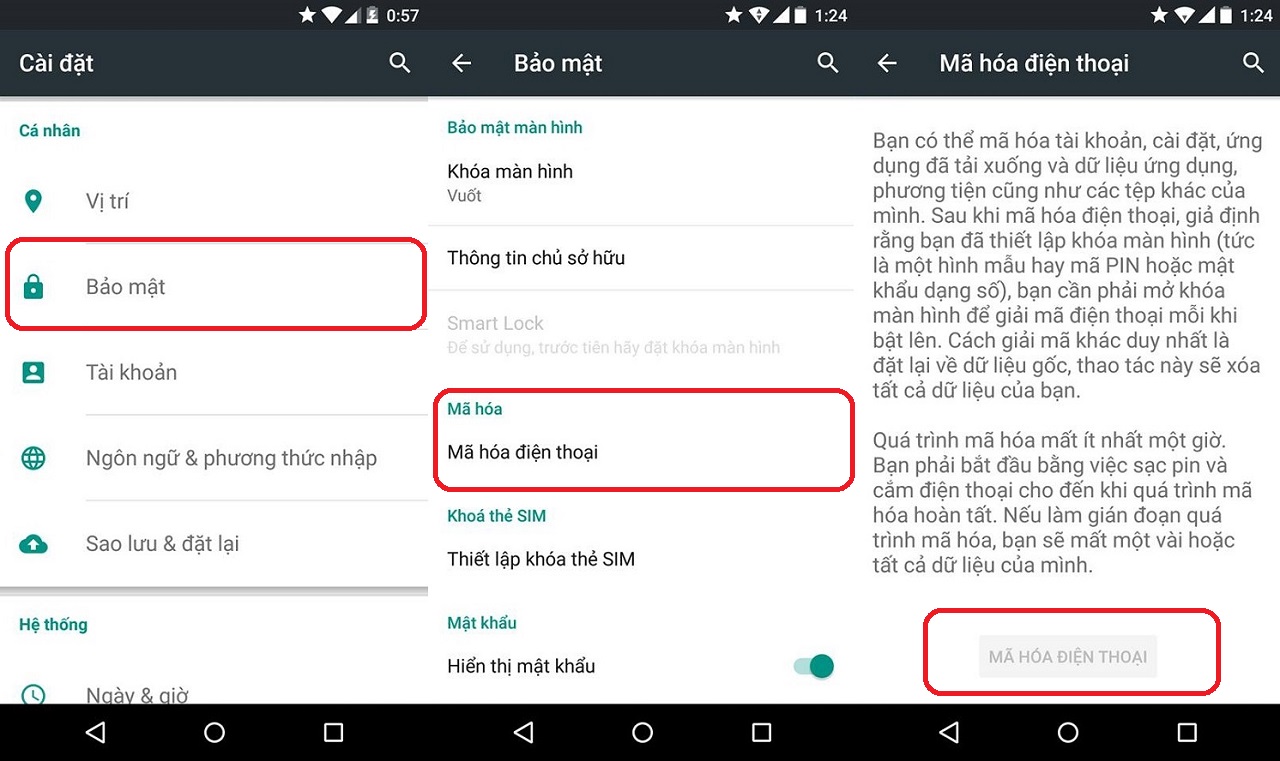 0:57
Cài đặt
Cá nhân
Vị trí
Bảo mật
Tài khoản
Ngôn ngữ & phương thức nhập
Sao lưu & đặt lại
Hệ thống
Ngày & giờ
1:24
Bảo mật
Bảo mật màn hình
Khóa màn hình
Vuốt
Thông tin chủ sở hữu
Smart Lock
Để sử dụng, trước tiên hãy đặt khóa màn hình
Mã hóa
Mã hóa điện thoại
Khoá thẻ SIM
Thiết lập khóa thẻ SIM
Mật khẩu
Hiển thị mật khẩu
1:24
Mã hóa điện thoại
Bạn có thể mã hóa tài khoản, cài đặt, ứng
dụng đã tải xuống và dữ liệu ứng dụng,
phương tiện cũng như các tệp khác của
mình. Sau khi mã hóa điện thoại, giả định
rằng bạn đã thiết lập khóa màn hình (tức
là một hình mẫu hay mã PIN hoặc mật
khẩu dạng số), bạn cần phải mở khóa
màn hình để giải mã điện thoại mỗi khi
bật lên. Cách giải mã khác duy nhất là
đặt lại về dữ liệu gốc, thao tác này sẽ xóa
tất cả dữ liệu của bạn.
Quá trình mã hóa mất ít nhất một giờ.
Bạn phải bắt đầu bằng việc sạc pin và
cắm điện thoại cho đến khi quá trình mã
hóa hoàn tất. Nếu làm gián đoạn quá
trình mã hóa, bạn sẽ mất một vài hoặc
tất cả dữ liệu của mình.
MÃ HÓA ĐIỆN THOẠI